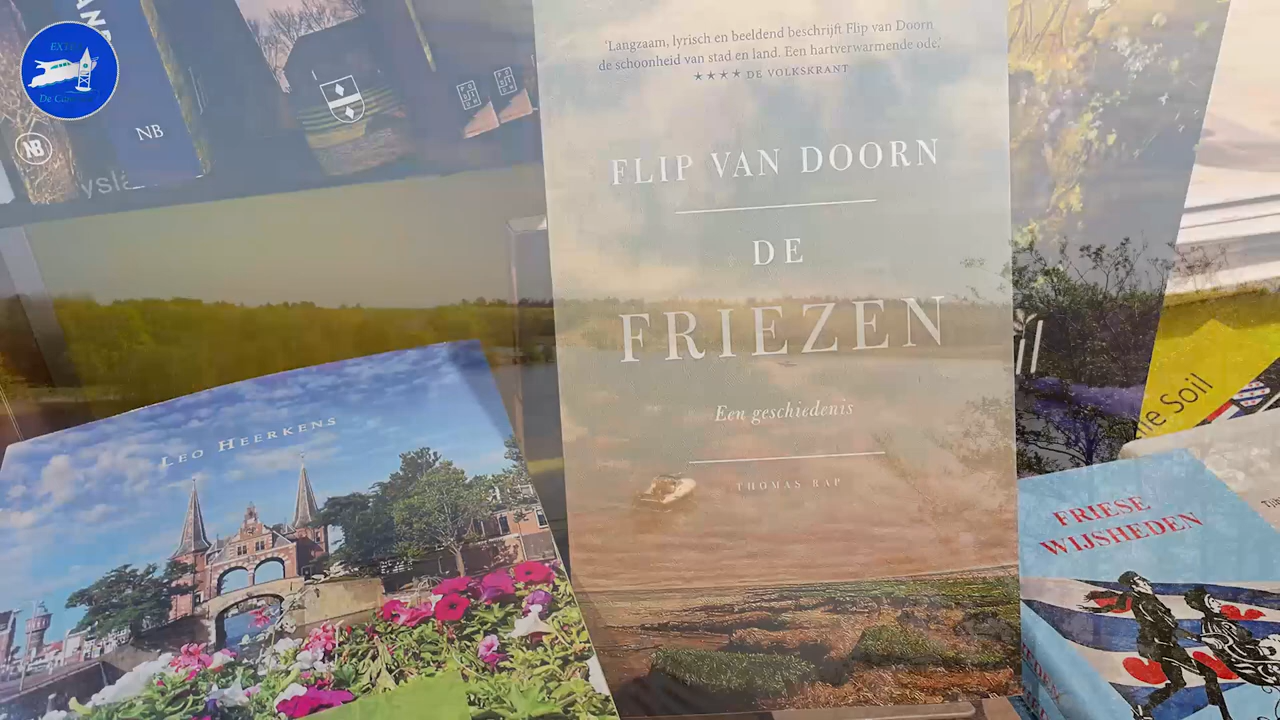 NB
NB
'Langzaam, lyrisch en beeldend beschrijft Flip van Doorn
de schoonheid van stad en land. Een hartverwarmende ode.'
★★★★ DE VOLKSKRANT
FLIP VAN DOORN
DE
FRIEZEN
Een geschiedenis
THOMAS RAP
LEO HEERKENS
Soil
FRIESE
WIJSHEDEN